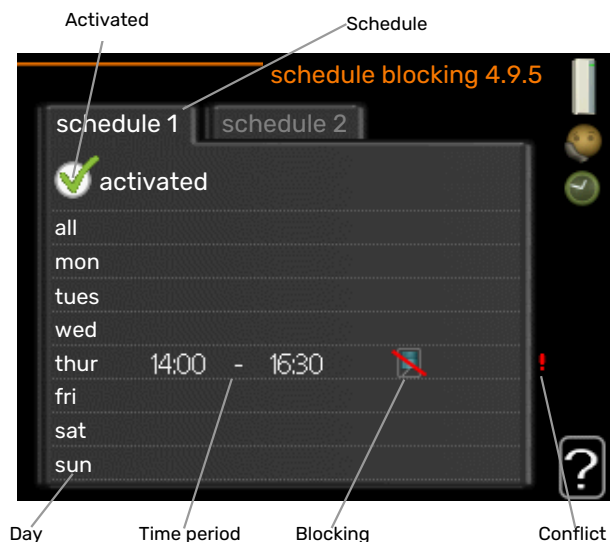 Activated
Schedule
schedule blocking 4.9.5
schedule 1
schedule 2
activated
all
mon
tues
wed
thur 14:00 - 16:30 !
fri
sat
sun
?
Day
Time period
Blocking
Conflict